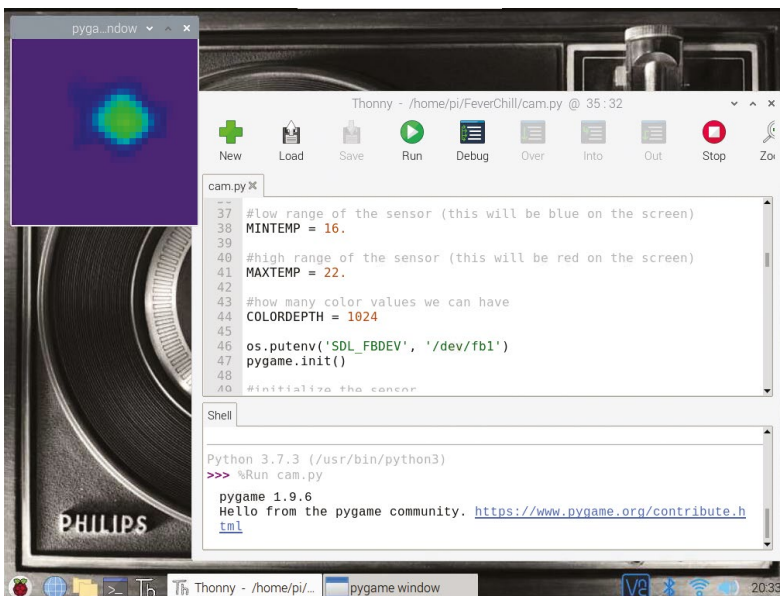 pyga...ndow
Thonny - /home/pi/FeverChill/cam.py @ 35 : 32
New Load Save Run Debug Over Into Out Stop
cam.py
37 #low range of the sensor (this will be blue on the screen)
38 MINTEMP = 16.
39
40 #high range of the sensor (this will be red on the screen)
41 MAXTEMP = 22.
42
43 #how many color values we can have
44 COLORDEPTH = 1024
45
46 os.putenv('SDL_FBDEV', '/dev/fb1')
47 pygame.init()
48
49 #initialize the sensor
Shell
Python 3.7.3 (/usr/bin/python3)
>>> %Run cam.py
pygame 1.9.6
Hello from the pygame community. https://www.pygame.org/contribute.h
tml
PHILIPS
Thonny - /home/pi/... pygame window 20:33